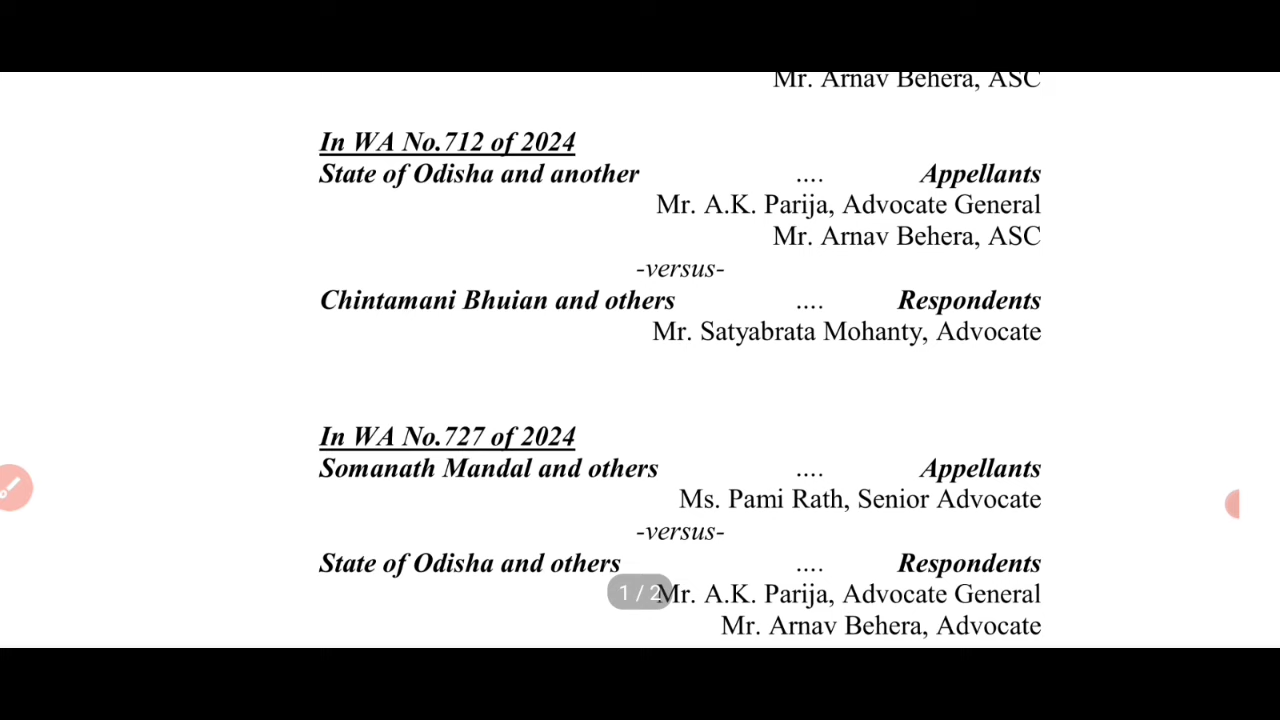 Mr. Arnav Behera, ASC
In WA No.712 of 2024
State of Odisha and another .... Appellants
Mr. A.K. Parija, Advocate General
Mr. Arnav Behera, ASC
-versus-
Chintamani Bhuian and others .... Respondents
Mr. Satyabrata Mohanty, Advocate
In WA No.727 of 2024
Somanath Mandal and others .... Appellants
Ms. Pami Rath, Senior Advocate
-versus-
State of Odisha and others .... Respondents
1 / 2
Mr. A.K. Parija, Advocate General
Mr. Arnav Behera, Advocate